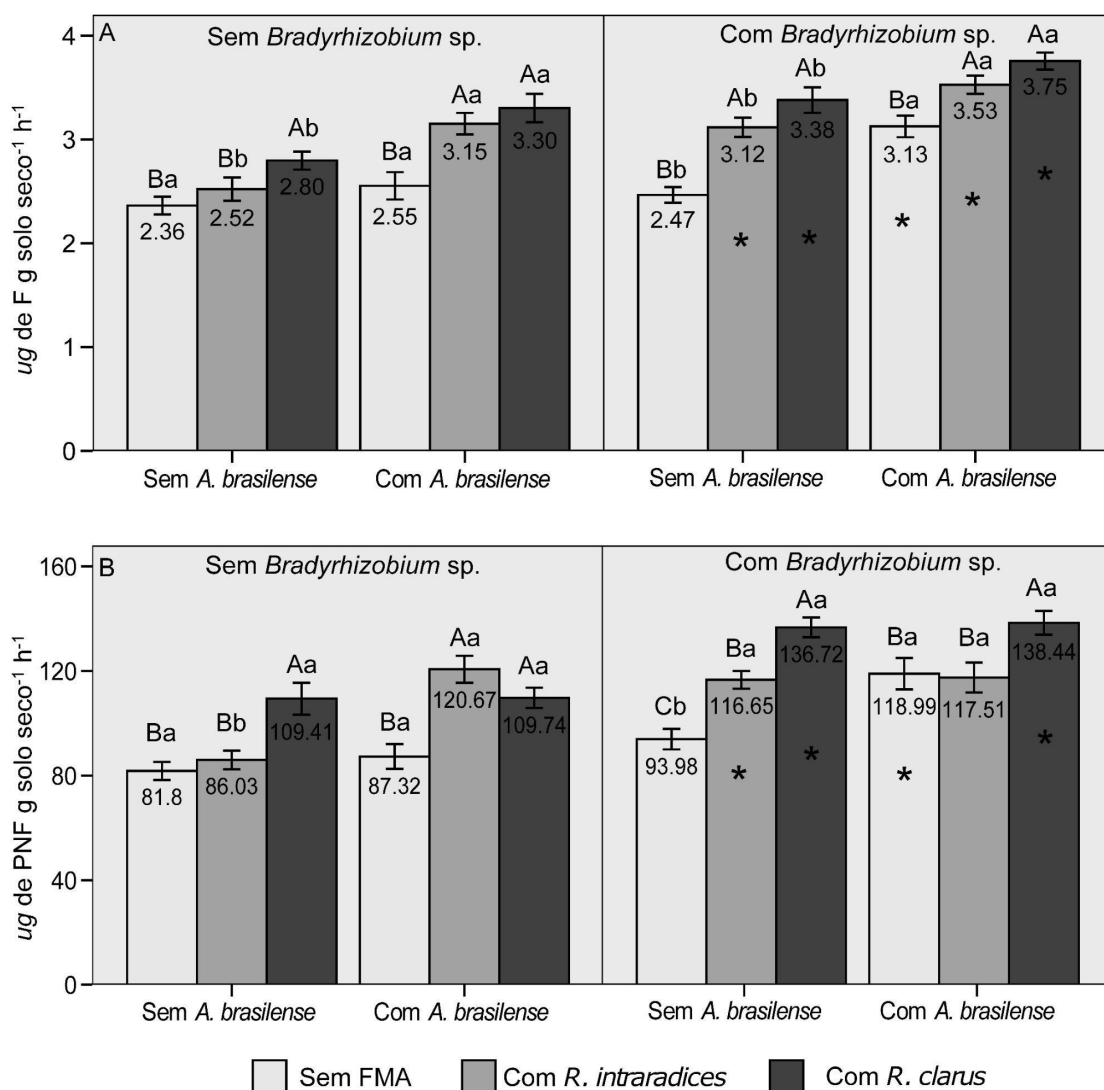 A
Sem Bradyrhizobium sp.
Com Bradyrhizobium sp.
ug de F g solo seco⁻¹ h⁻¹
4
3
2
1
0
Ba
Bb
Ab
Ba
Aa
Aa
Bb
Ab
Ab
Ba
Aa
Aa
2.36
2.52
2.80
2.55
3.15
3.30
2.47
3.12
3.38
3.13
3.53
3.75
* * * * *
Sem A. brasilense
Com A. brasilense
Sem A. brasilense
Com A. brasilense
B
Sem Bradyrhizobium sp.
Com Bradyrhizobium sp.
ug de PNF g solo seco⁻¹ h⁻¹
160
120
80
40
0
Ba
Bb
Aa
Ba
Aa
Aa
Cb
Ba
Aa
Ba
Ba
Aa
81.8
86.03
109.41
87.32
120.67
109.74
93.98
116.65
136.72
118.99
117.51
138.44
* * * *
Sem A. brasilense
Com A. brasilense
Sem A. brasilense
Com A. brasilense
Sem FMA
Com R. intraradices
Com R. clarus